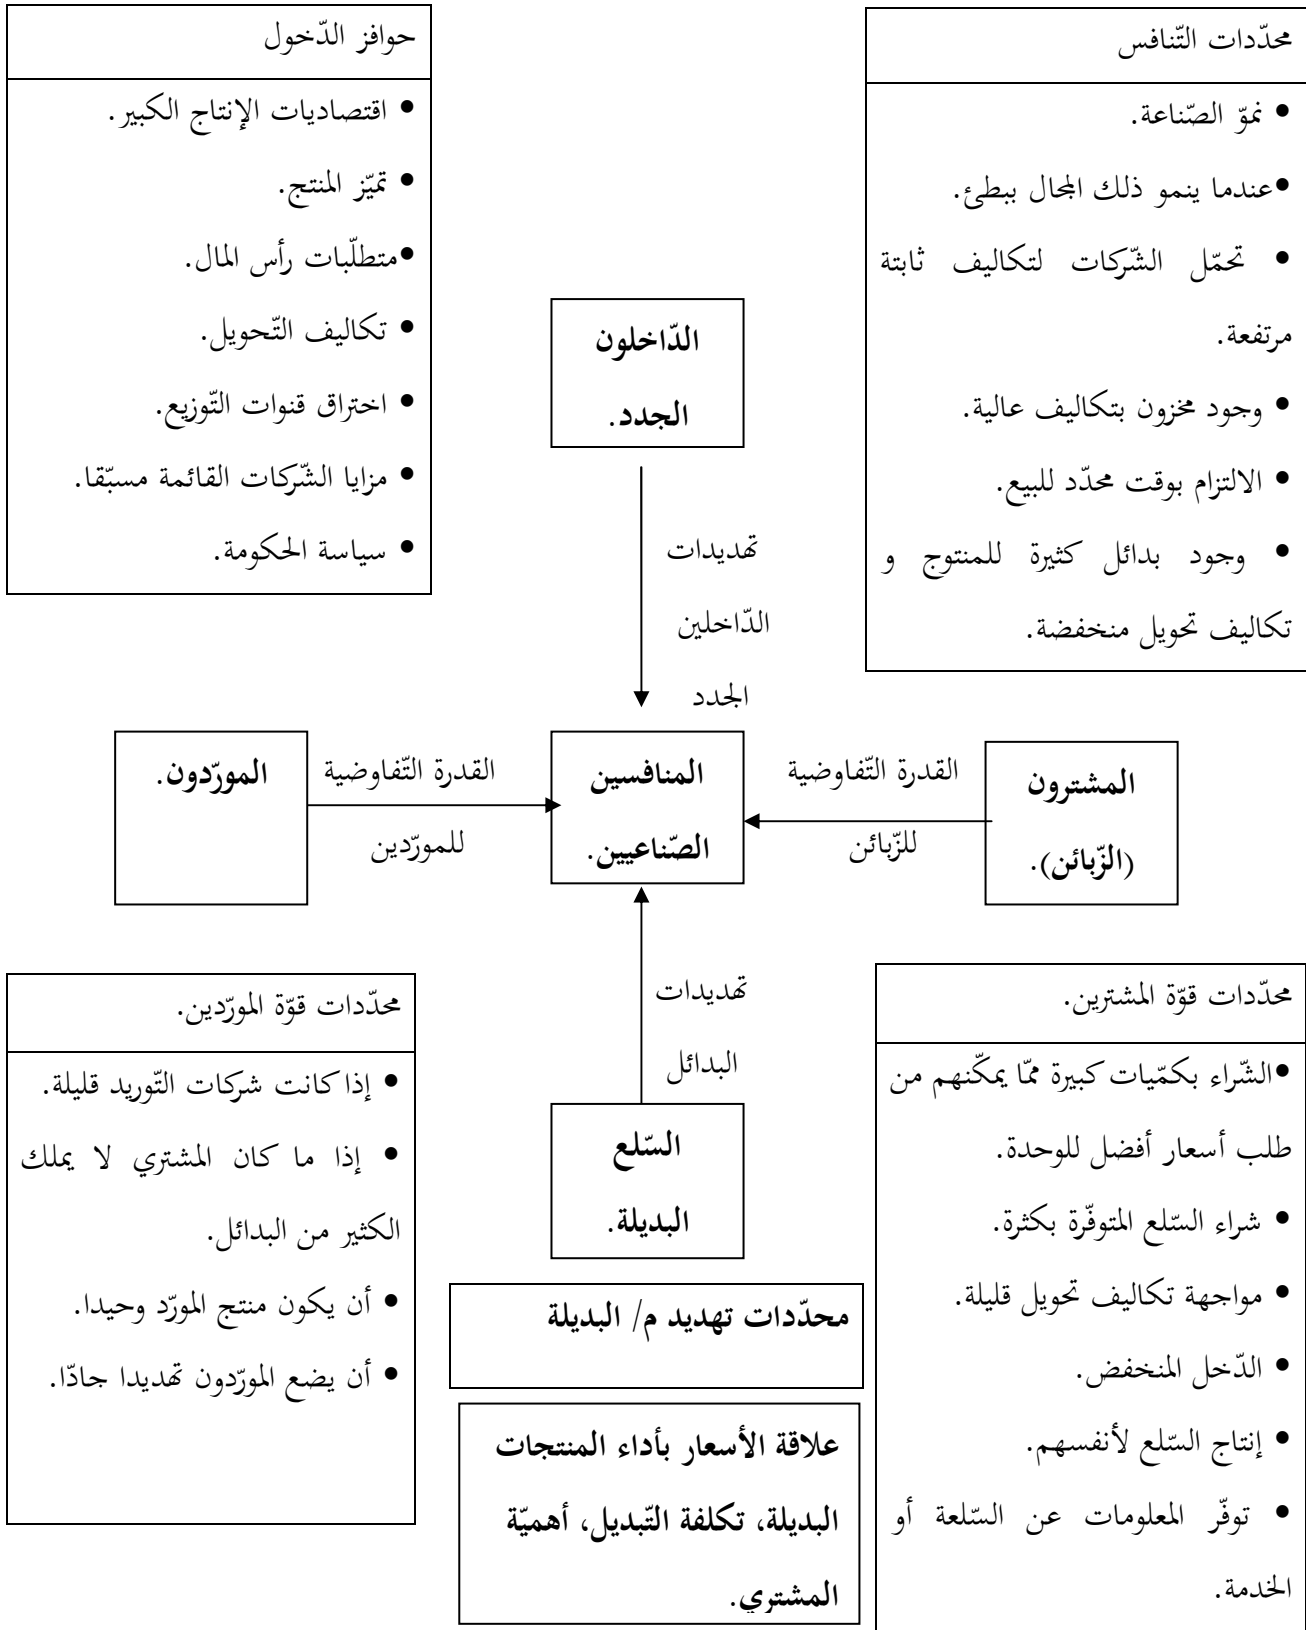 محدّدات التّنافس
• نموّ الصّناعة.
•عندما ينمو ذلك المجال ببطئ.
• تحمّل الشّركات لتكاليف ثابتة
مرتفعة.
• وجود مخزون بتكاليف عالية.
• الالتزام بوقت محدّد للبيع.
• وجود بدائل كثيرة للمنتوج و
تكاليف تحويل منخفضة.
حوافز الدّخول
• اقتصاديات الإنتاج الكبير.
• تميّز المنتج.
•متطلّبات رأس المال.
• تكاليف التّحويل.
• اختراق قنوات التّوزيع.
• مزايا الشّركات القائمة مسبّقا.
• سياسة الحكومة.
الدّاخلون
الجدد.
تهديدات
الدّاخلين
الجدد
المشترون
(الزّبائن).
القدرة التّفاوضية
للزّبائن
المنافسين
الصّناعيين.
القدرة التّفاوضية
للمورّدين
المورّدون.
تهديدات
البدائل
السّلع
البديلة.
محدّدات قوّة المشترين.
•الشّراء بكمّيات كبيرة ممّا يمكّنهم من
طلب أسعار أفضل للوحدة.
• شراء السّلع المتوفّرة بكثرة.
• مواجهة تكاليف تحويل قليلة.
• الدّخل المنخفض.
• إنتاج السّلع لأنفسهم.
• توفّر المعلومات عن السّلعة أو
الخدمة.
محدّدات تهديد م/ البديلة
علاقة الأسعار بأداء المنتجات
البديلة، تكلفة التّبديل، أهميّة
المشتري.
محدّدات قوّة المورّدين.
• إذا كانت شركات التّوريد قليلة.
• إذا ما كان المشتري لا يملك
الكثير من البدائل.
• أن يكون منتج المورّد وحيدا.
• أن يضع المورّدون تهديدا جادّا.